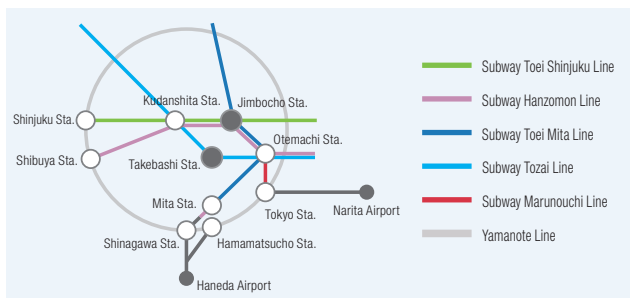 Kudanshita Sta.
Jimbocho Sta.
Shinjuku Sta.
Otemachi Sta.
Shibuya Sta.
Takebashi Sta.
Mita Sta.
Tokyo Sta.
Narita Airport
Shinagawa Sta.
Hamamatsucho Sta.
Haneda Airport
Subway Toei Shinjuku Line
Subway Hanzomon Line
Subway Toei Mita Line
Subway Tozai Line
Subway Marunouchi Line
Yamanote Line